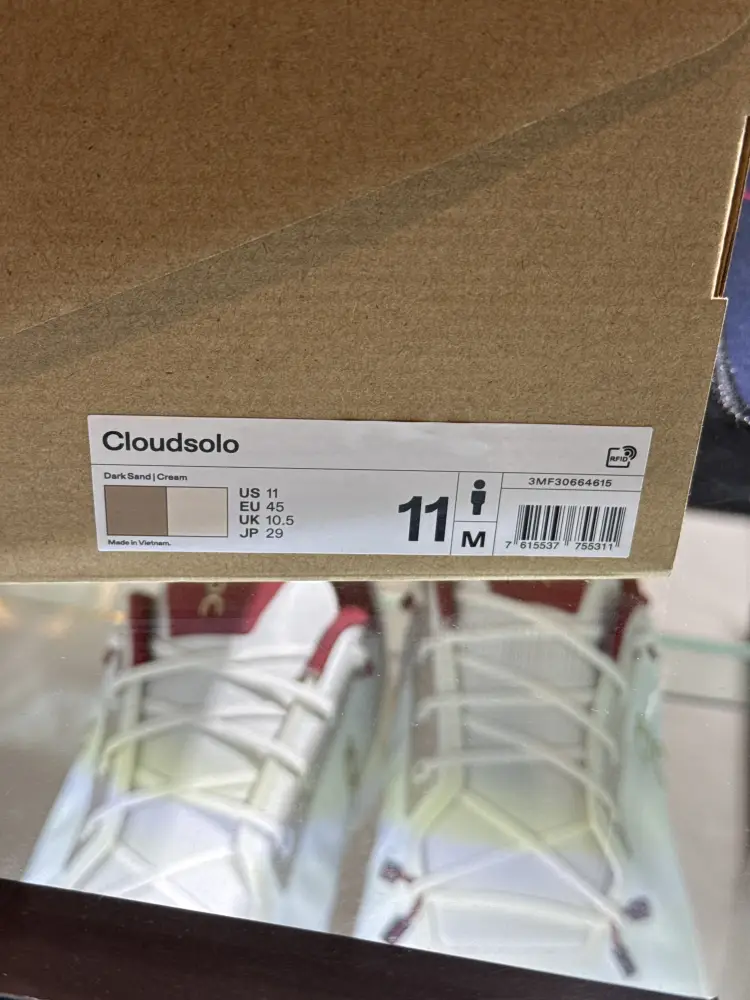 Cloudsolo
RFID
Dark Sand | Cream
US 11
EU 45
UK 10.5
JP 29
Made in Vietnam.
11
M
3MF30664615
7 615537 755311